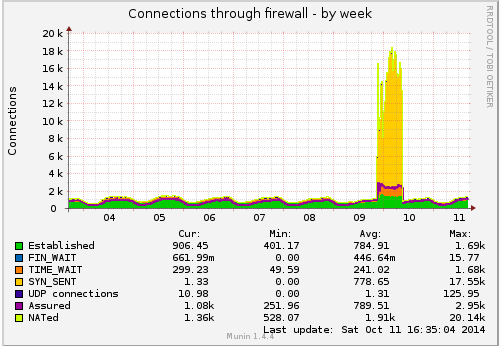 Connections through firewall - by week
RRDTOOL / TOBI OETIKER
Connections
20 k
18 k
16 k
14 k
12 k
10 k
8 k
6 k
4 k
2 k
0
04 05 06 07 08 09 10 11
Cur: Min: Avg: Max:
Established 906.45 401.17 784.91 1.69k
FIN_WAIT 661.99m 0.00 446.64m 15.77
TIME_WAIT 299.23 49.59 241.02 1.68k
SYN_SENT 1.33 0.00 778.65 17.55k
UDP connections 10.98 0.00 1.31 125.95
Assured 1.08k 251.96 789.51 2.95k
NATed 1.36k 528.07 1.91k 20.14k
Last update: Sat Oct 11 16:35:04 2014
Munin 1.4.4